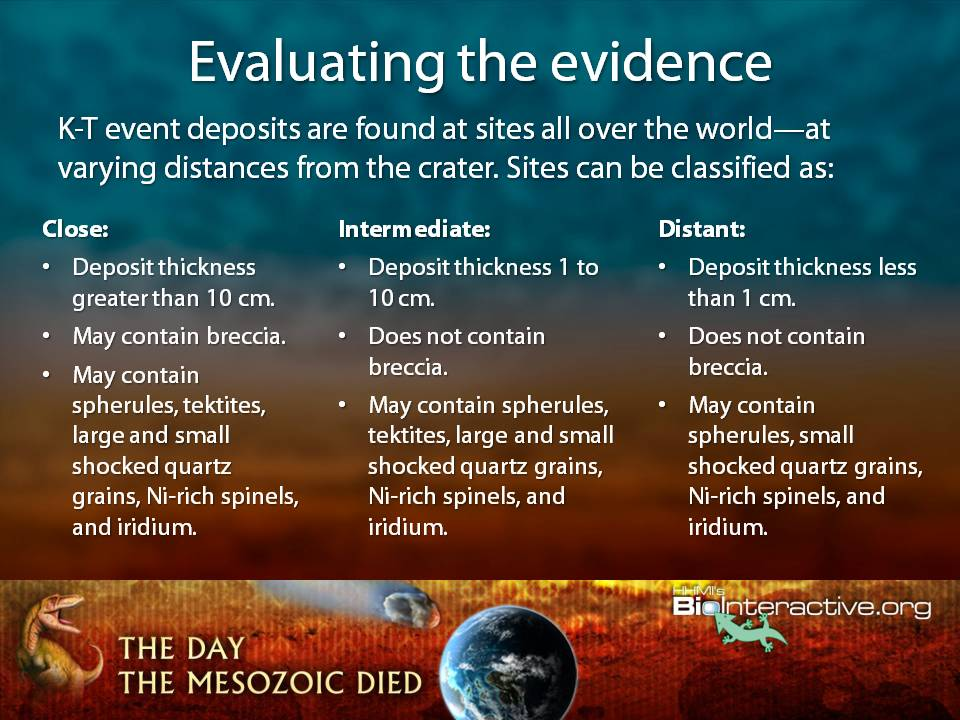 Evaluating the evidence
K-T event deposits are found at sites all over the world—at
varying distances from the crater. Sites can be classified as:
Close:
• Deposit thickness
greater than 10 cm.
• May contain breccia.
• May contain
spherules, tektites,
large and small
shocked quartz
grains, Ni-rich spinels,
and iridium.
Intermediate:
• Deposit thickness 1 to
10 cm.
• Does not contain
breccia.
• May contain spherules,
tektites, large and small
shocked quartz grains,
Ni-rich spinels, and
iridium.
Distant:
• Deposit thickness less
than 1 cm.
• Does not contain
breccia.
• May contain
spherules, small
shocked quartz grains,
Ni-rich spinels, and
iridium.
THE DAY
THE MESOZOIC DIED
HHMI's
BioInteractive.org